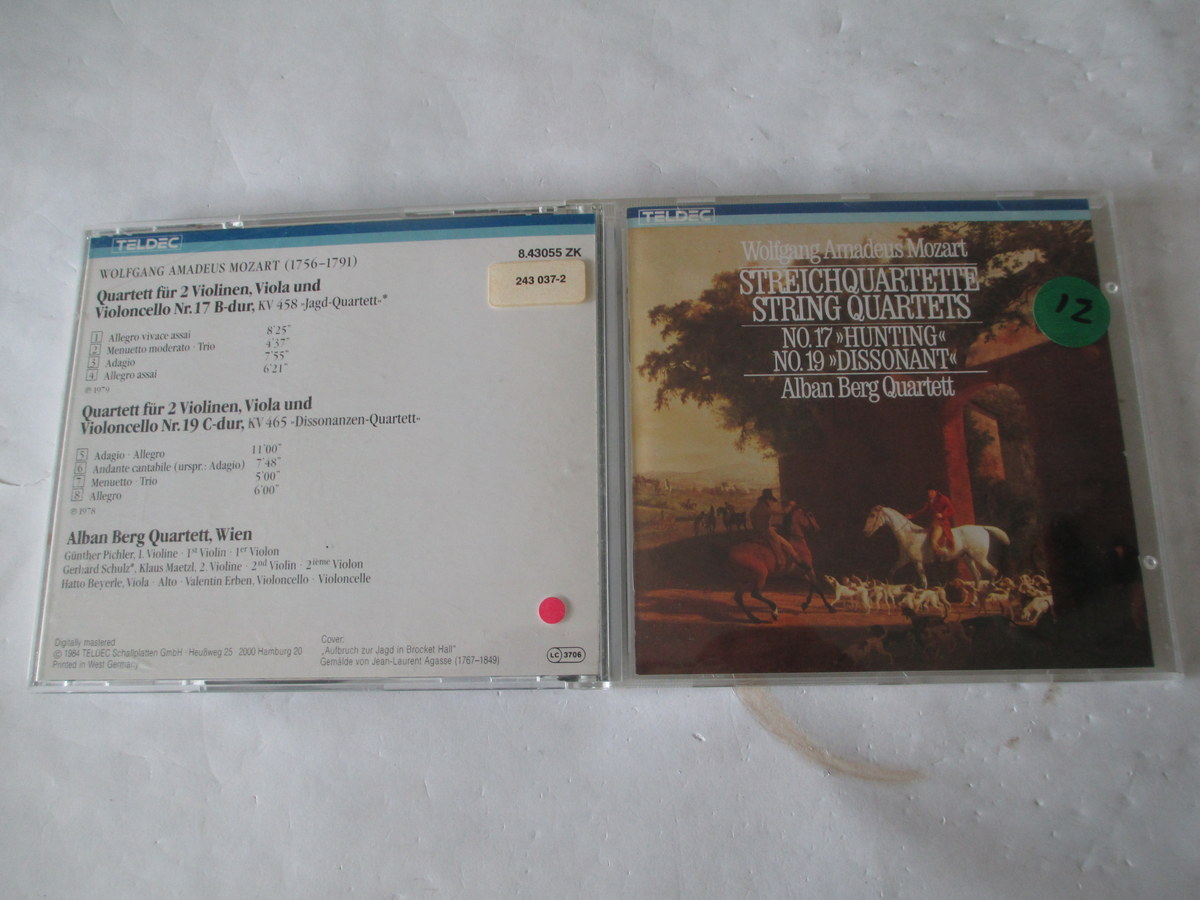 TELDEC
8.43055 ZK
243 037-2
WOLFGANG AMADEUS MOZART (1756–1791)
Quartett für 2 Violinen, Viola und
Violoncello Nr. 17 B-dur, KV 458 -Jagd-Quartett-*
1 Allegro vivace assai 8'25"
2 Menuetto moderato · Trio 4'37"
3 Adagio 7'55"
4 Allegro assai 6'21"
℗ 1979
Quartett für 2 Violinen, Viola und
Violoncello Nr. 19 C-dur, KV 465 -Dissonanzen-Quartett-
5 Adagio · Allegro 11'00"
6 Andante cantabile (urspr.: Adagio) 7'48"
7 Menuetto · Trio 5'00"
8 Allegro 6'00"
℗ 1978
Alban Berg Quartett, Wien
Günther Pichler, 1. Violine · 1st Violin · 1er Violon
Gerhard Schulz*, Klaus Maetzl, 2. Violine · 2nd Violin · 2ième Violon
Hatto Beyerle, Viola · Alto · Valentin Erben, Violoncello · Violoncelle
Digitally mastered
© 1984 TELDEC Schallplatten GmbH · Heußweg 25 · 2000 Hamburg 20
Printed in West Germany
Cover:
„Aufbruch zur Jagd in Brocket Hall"
Gemälde von Jean-Laurent Agasse (1767–1849)
LC 3706
TELDEC
Wolfgang Amadeus Mozart
STREICHQUARTETTE
STRING QUARTETS
NO. 17 »HUNTING«
NO. 19 »DISSONANT«
Alban Berg Quartett
12